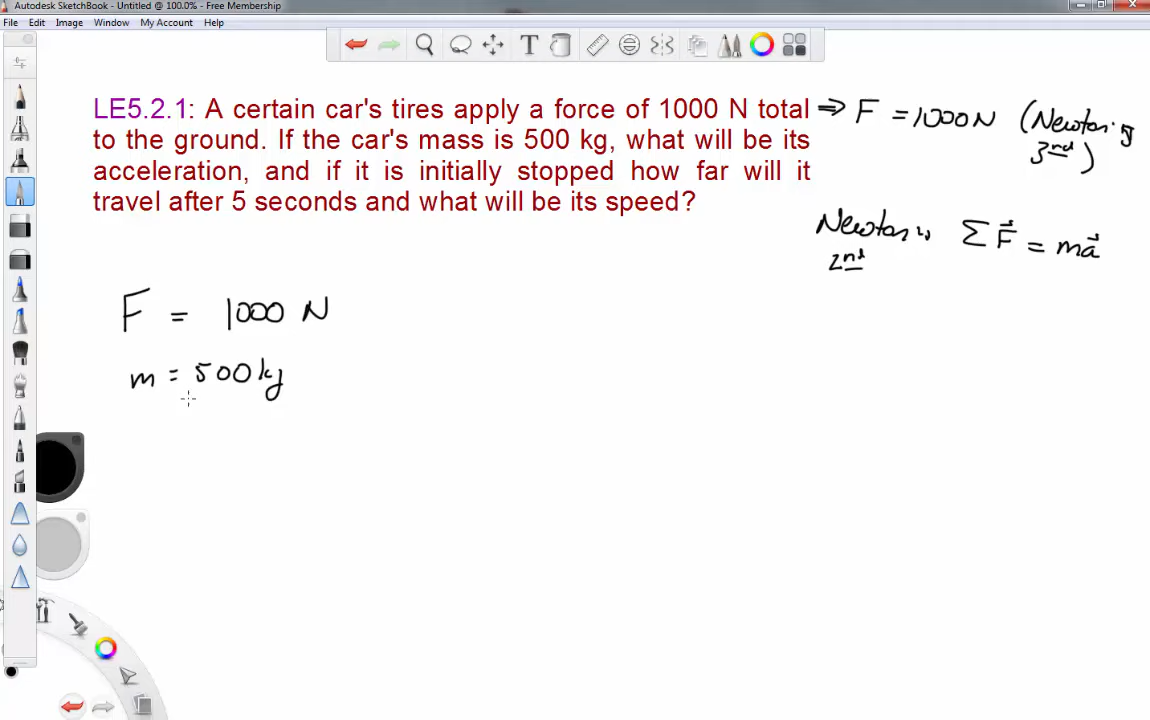 Autodesk SketchBook - Untitled @ 100.0% - Free Membership
File Edit Image Window My Account Help
LE5.2.1: A certain car's tires apply a force of 1000 N total
to the ground. If the car's mass is 500 kg, what will be its
acceleration, and if it is initially stopped how far will it
travel after 5 seconds and what will be its speed?
⇒ F = 1000N (Newton's
3rd)
Newton's ΣF⃗ = ma⃗
2nd
F = 1000 N
m = 500 kg